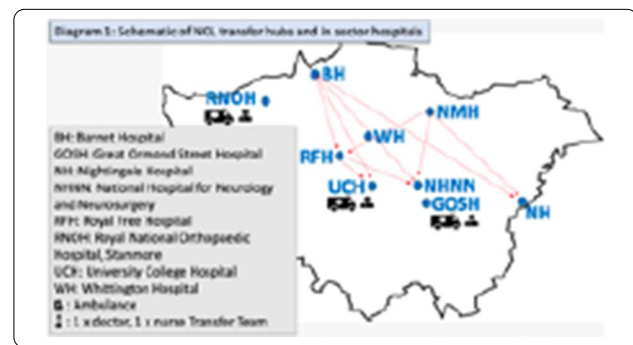 Diagram 1: Schematic of NCL transfer hubs and in sector hospitals
BH
RNOH
NMH
WH
RFH
UCH
NHNN
GOSH
NH
BH: Barnet Hospital
GOSH: Great Ormond Street Hospital
NH: Nightingale Hospital
NHNN: National Hospital for Neurology
and Neurosurgery
RFH: Royal Free Hospital
RNOH: Royal National Orthopaedic
Hospital, Stanmore
UCH: University College Hospital
WH: Whittington Hospital
: Ambulance
: 1 x doctor, 1 x nurse Transfer Team